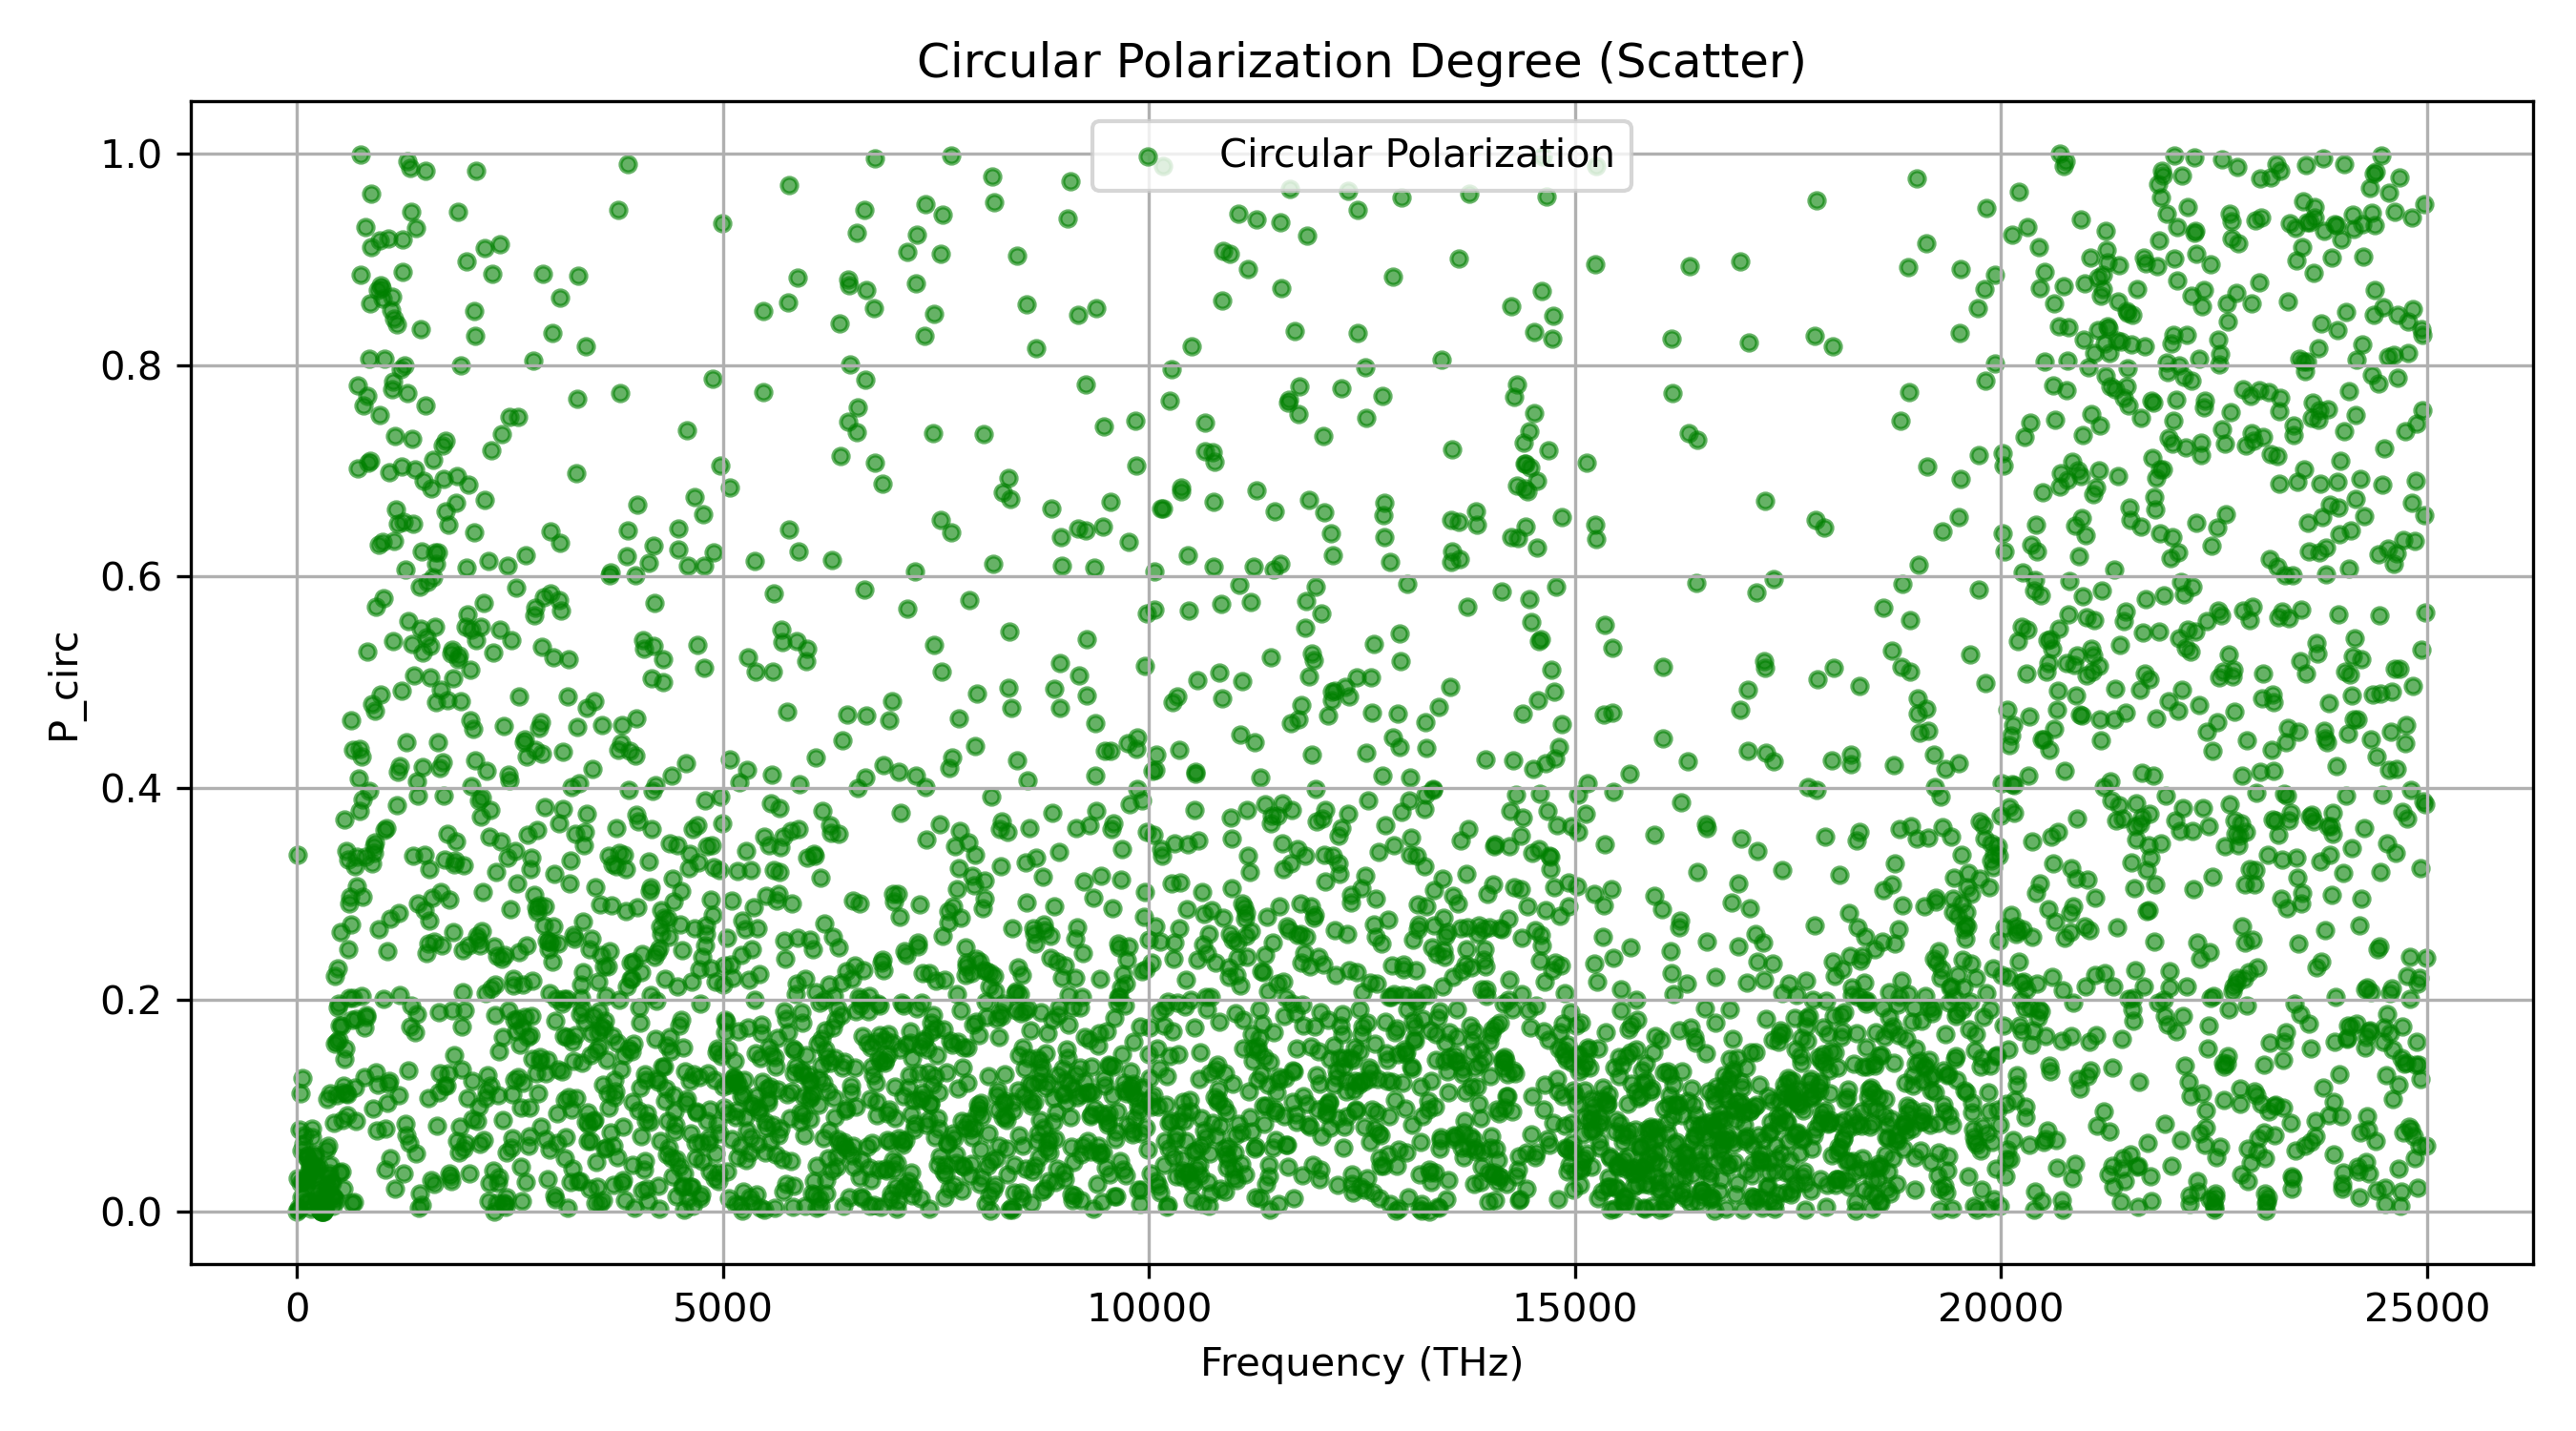 Circular Polarization Degree (Scatter)
Circular Polarization
1.0
0.8
0.6
0.4
0.2
0.0
P_circ
0 5000 10000 15000 20000 25000
Frequency (THz)